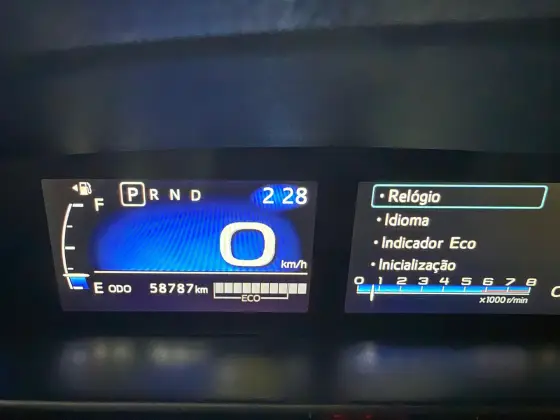 F P R N D 2 28
0
km/h
E ODO 58787 km
ECO
• Relógio
• Idioma
• Indicador Eco
• Inicialização
0 1 2 3 4 5 6 7 8
x1000 r/min